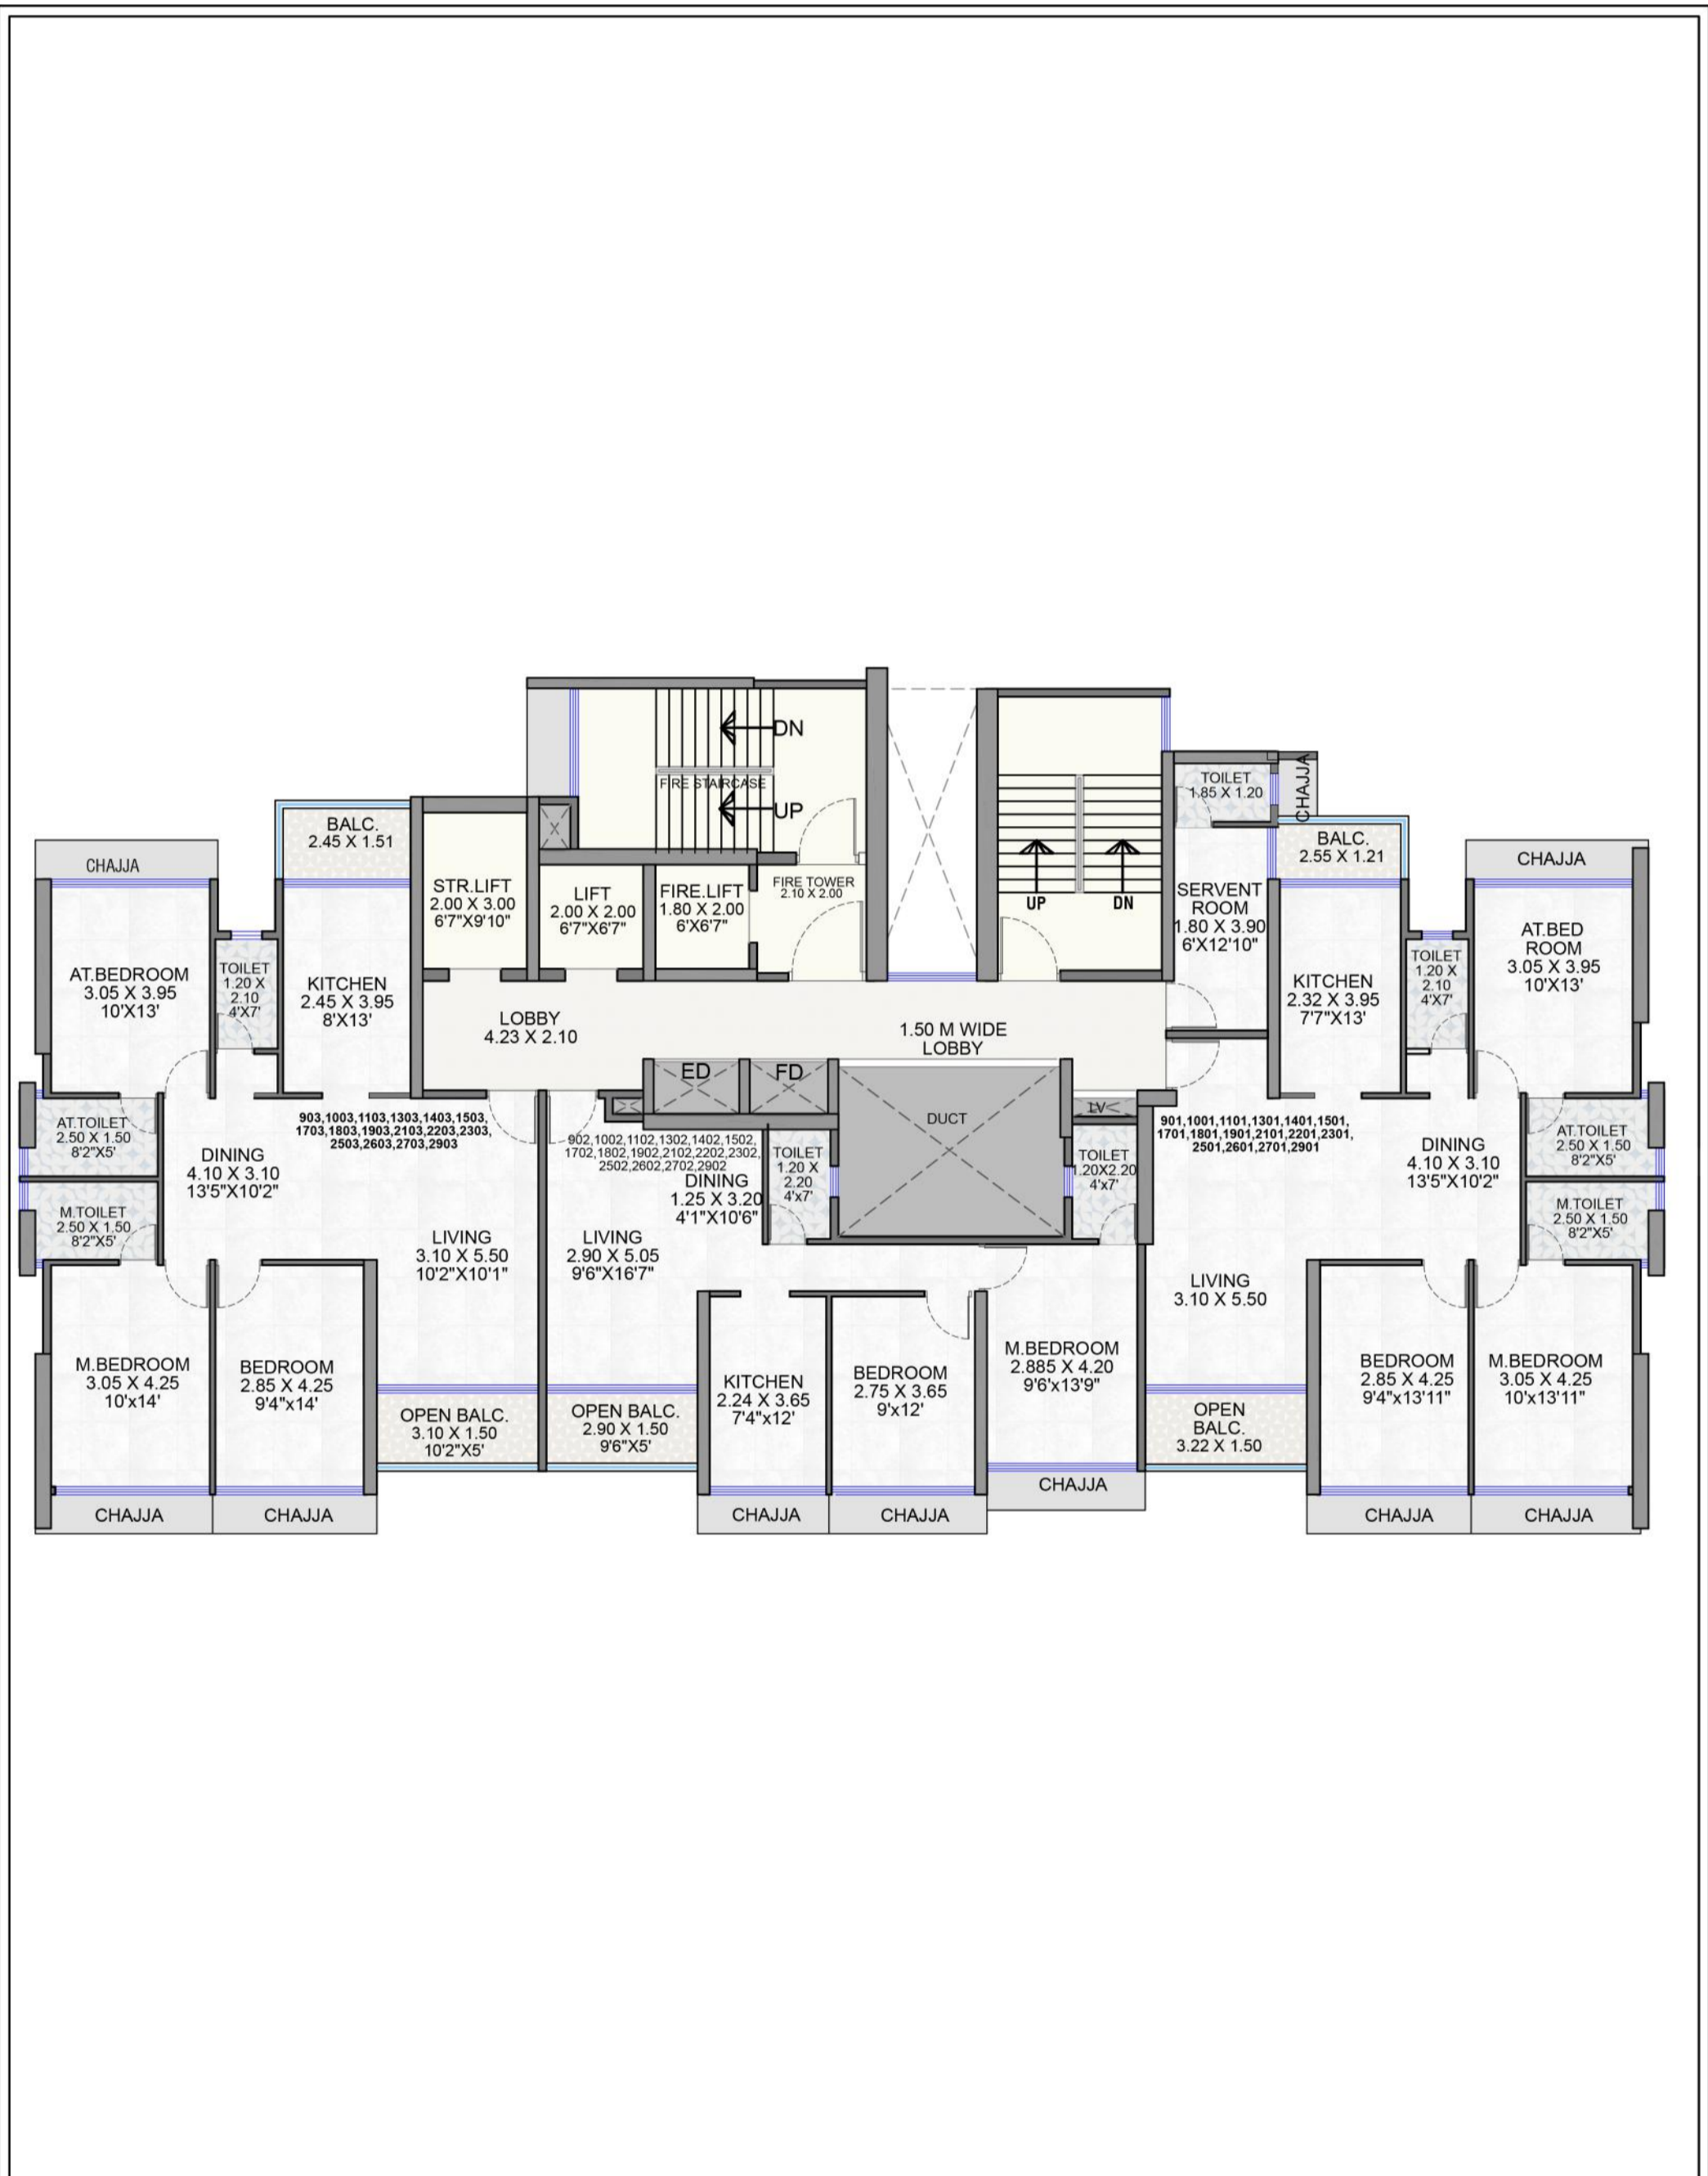 DN
FIRE STAIRCASE
UP
UP
DN
TOILET
1.85 X 1.20
CHAJJA
BALC.
2.45 X 1.51
BALC.
2.55 X 1.21
CHAJJA
CHAJJA
STR.LIFT
2.00 X 3.00
6'7"X9'10"
LIFT
2.00 X 2.00
6'7"X6'7"
FIRE.LIFT
1.80 X 2.00
6'X6'7"
FIRE TOWER
2.10 X 2.00
SERVENT
ROOM
1.80 X 3.90
6'X12'10"
AT.BEDROOM
3.05 X 3.95
10'X13'
TOILET
1.20 X
2.10
4'X7'
KITCHEN
2.45 X 3.95
8'X13'
KITCHEN
2.32 X 3.95
7'7"X13'
TOILET
1.20 X
2.10
4'X7'
AT.BED
ROOM
3.05 X 3.95
10'X13'
LOBBY
4.23 X 2.10
1.50 M WIDE
LOBBY
ED
FD
DUCT
LV
AT.TOILET
2.50 X 1.50
8'2"X5'
903,1003,1103,1303,1403,1503,
1703,1803,1903,2103,2203,2303,
2503,2603,2703,2903
902,1002,1102,1302,1402,1502,
1702,1802,1902,2102,2202,2302,
2502,2602,2702,2902
901,1001,1101,1301,1401,1501,
1701,1801,1901,2101,2201,2301,
2501,2601,2701,2901
AT.TOILET
2.50 X 1.50
8'2"X5'
DINING
4.10 X 3.10
13'5"X10'2"
DINING
1.25 X 3.20
4'1"X10'6"
TOILET
1.20 X
2.20
4'x7'
TOILET
1.20X2.20
4'x7'
DINING
4.10 X 3.10
13'5"X10'2"
M.TOILET
2.50 X 1.50
8'2"X5'
M.TOILET
2.50 X 1.50
8'2"X5'
LIVING
3.10 X 5.50
10'2"X10'1"
LIVING
2.90 X 5.05
9'6"X16'7"
LIVING
3.10 X 5.50
M.BEDROOM
3.05 X 4.25
10'x14'
BEDROOM
2.85 X 4.25
9'4"x14'
KITCHEN
2.24 X 3.65
7'4"x12'
BEDROOM
2.75 X 3.65
9'x12'
M.BEDROOM
2.885 X 4.20
9'6'x13'9"
BEDROOM
2.85 X 4.25
9'4"x13'11"
M.BEDROOM
3.05 X 4.25
10'x13'11"
OPEN BALC.
3.10 X 1.50
10'2"X5'
OPEN BALC.
2.90 X 1.50
9'6"X5'
OPEN
BALC.
3.22 X 1.50
CHAJJA
CHAJJA
CHAJJA
CHAJJA
CHAJJA
CHAJJA
CHAJJA